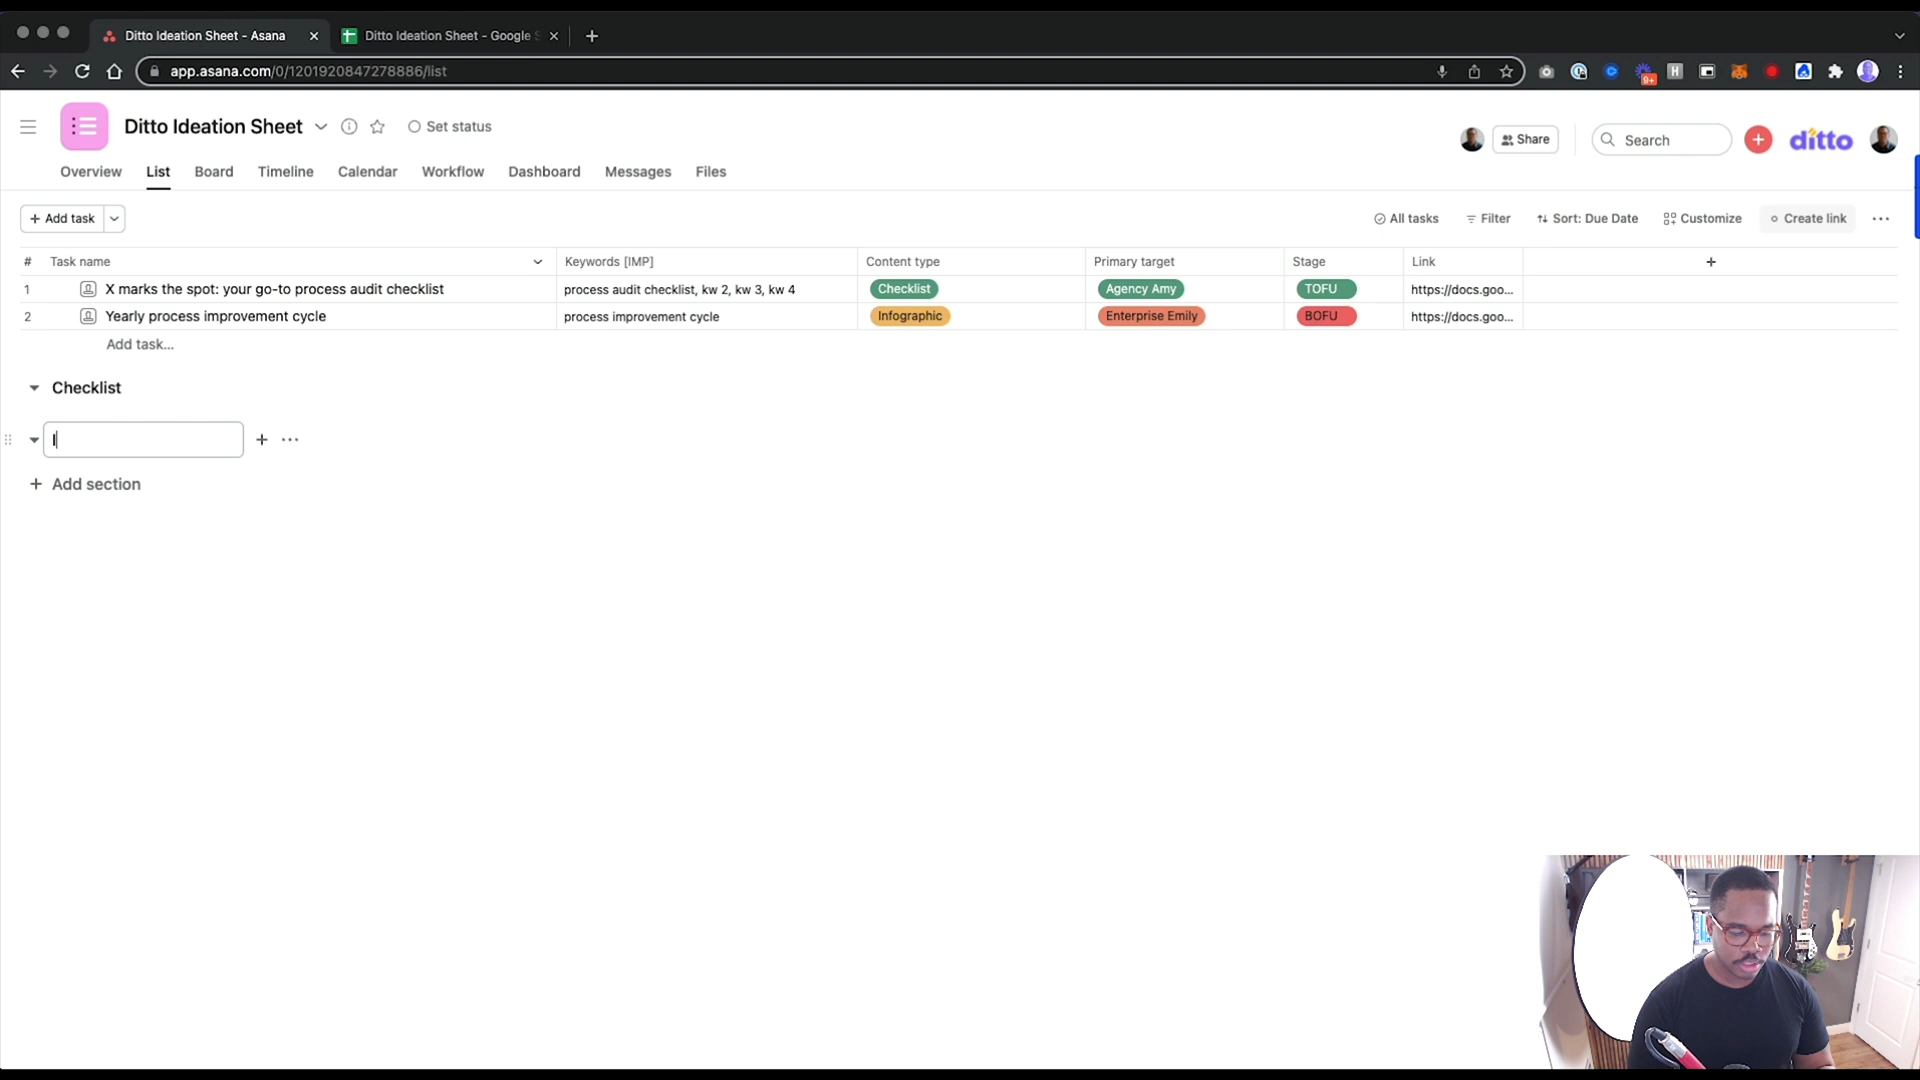 Ditto Ideation Sheet - Asana
Ditto Ideation Sheet - Google S
app.asana.com/0/1201920847278886/list
9+
H
Ditto Ideation Sheet
Set status
Share
Search
ditto
Overview
List
Board
Timeline
Calendar
Workflow
Dashboard
Messages
Files
+ Add task
All tasks
Filter
Sort: Due Date
Customize
Create link
# Task name Keywords [IMP] Content type Primary target Stage Link
1 X marks the spot: your go-to process audit checklist process audit checklist, kw 2, kw 3, kw 4 Checklist Agency Amy TOFU https://docs.goo...
2 Yearly process improvement cycle process improvement cycle Infographic Enterprise Emily BOFU https://docs.goo...
Add task...
Checklist
I
+ Add section